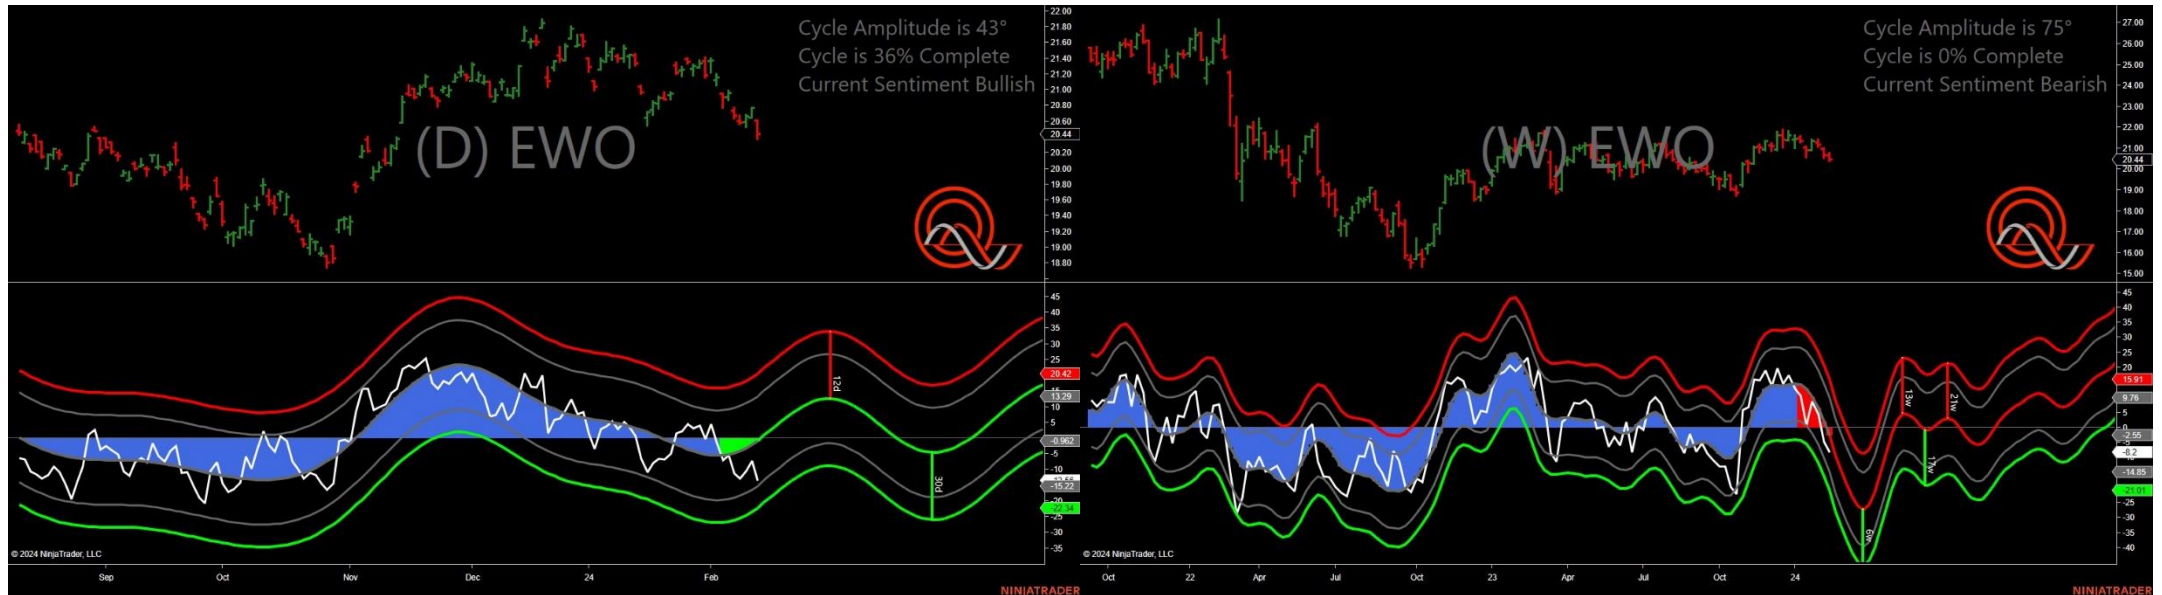 Cycle Amplitude is 43°
Cycle is 36% Complete
Current Sentiment Bullish
(D) EWO
22.00
21.80
21.60
21.40
21.20
21.00
20.80
20.60
20.44
20.20
20.00
19.80
19.60
19.40
19.20
19.00
18.80
45
40
35
30
25
20.42
13.29
10
5
-0.962
-5
-10
-15.22
-22.34
-25
-30
-35
12d
30d
© 2024 NinjaTrader, LLC
Sep
Oct
Nov
Dec
24
Feb
NINJATRADER
Cycle Amplitude is 75°
Cycle is 0% Complete
Current Sentiment Bearish
(W) EWO
27.00
26.00
25.00
24.00
23.00
22.00
21.00
20.44
19.00
18.00
17.00
16.00
15.00
45
40
35
30
25
20
15.91
9.76
5
0
-2.55
-8.2
-14.85
-21.01
-25
-30
-35
-40
13w
21w
17w
6w
© 2024 NinjaTrader, LLC
Oct
22
Apr
Jul
Oct
23
Apr
Jul
Oct
24
NINJATRADER